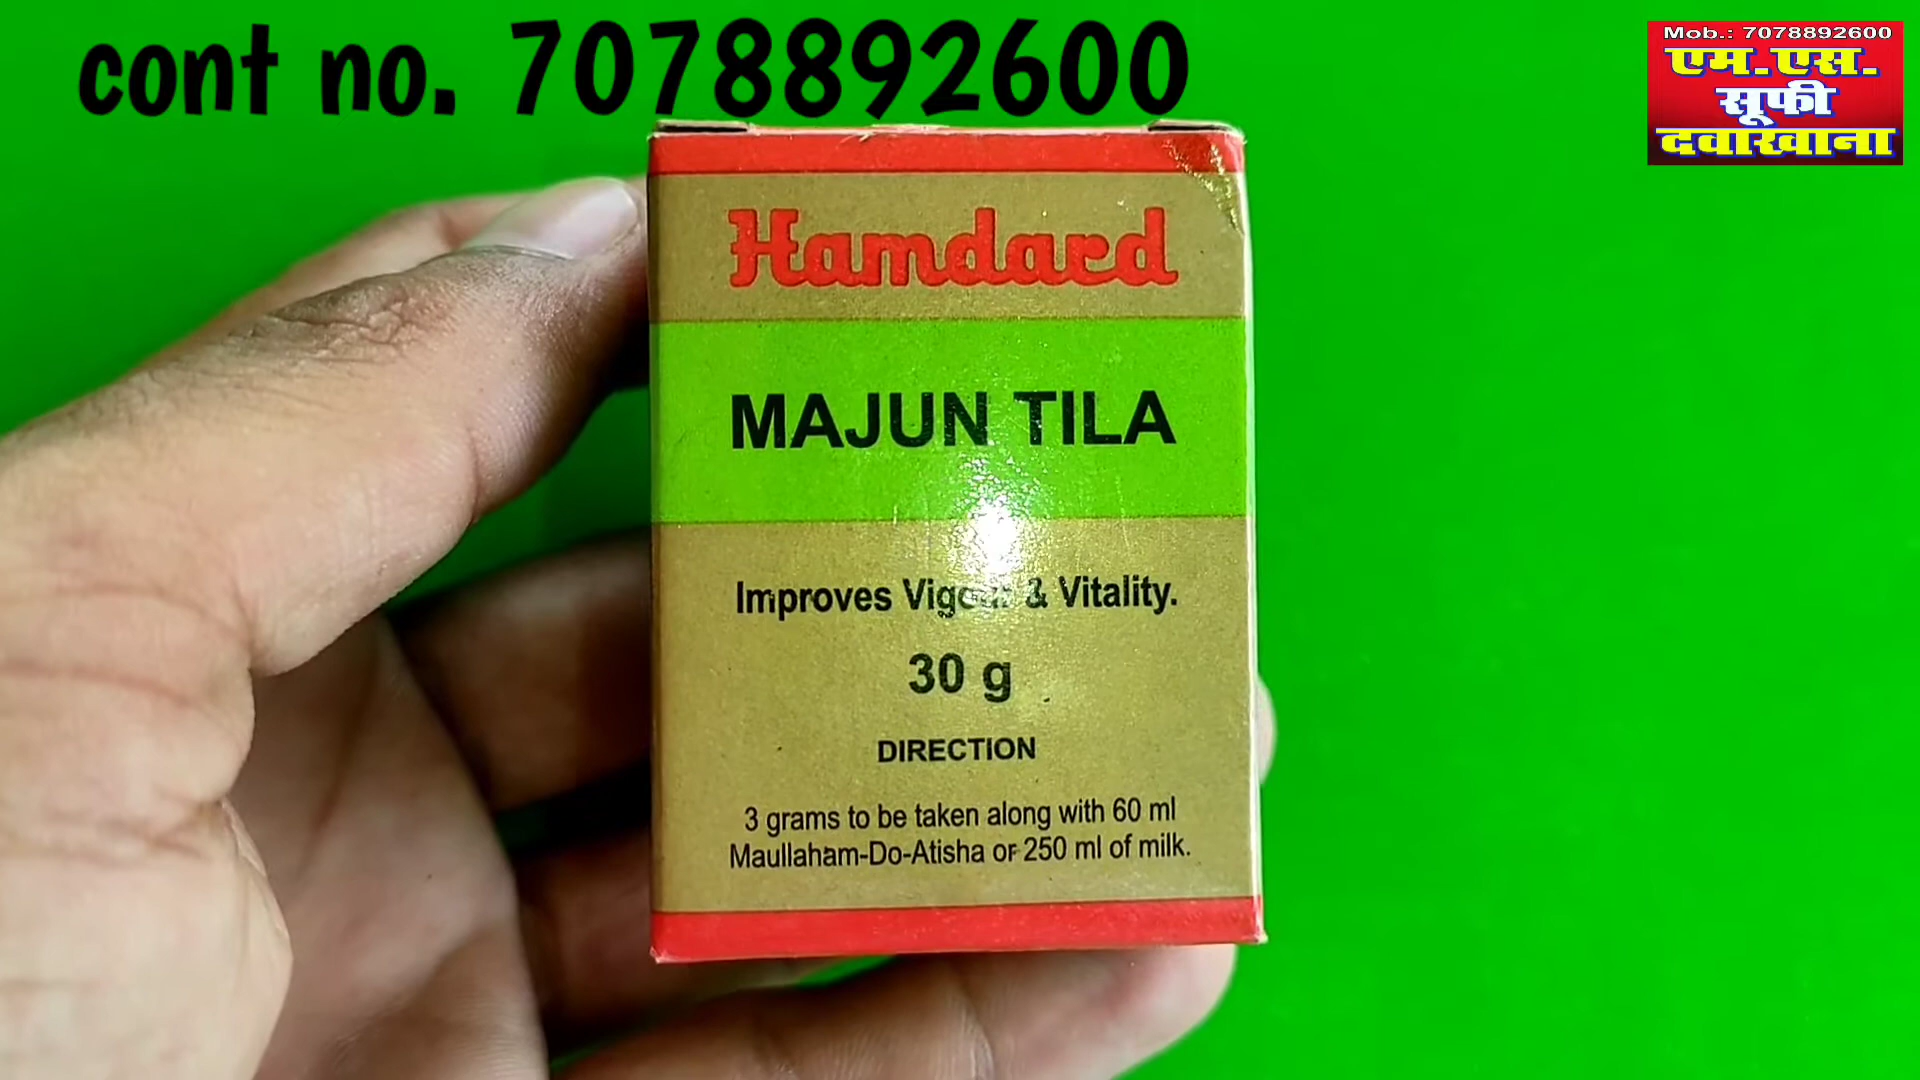 cont no. 7078892600
Mob.: 7078892600
एम.एस.
सूफी
दवाखाना
Hamdard
MAJUN TILA
Improves Vigour & Vitality.
30 g
DIRECTION
3 grams to be taken along with 60 ml
Maullaham-Do-Atisha or 250 ml of milk.